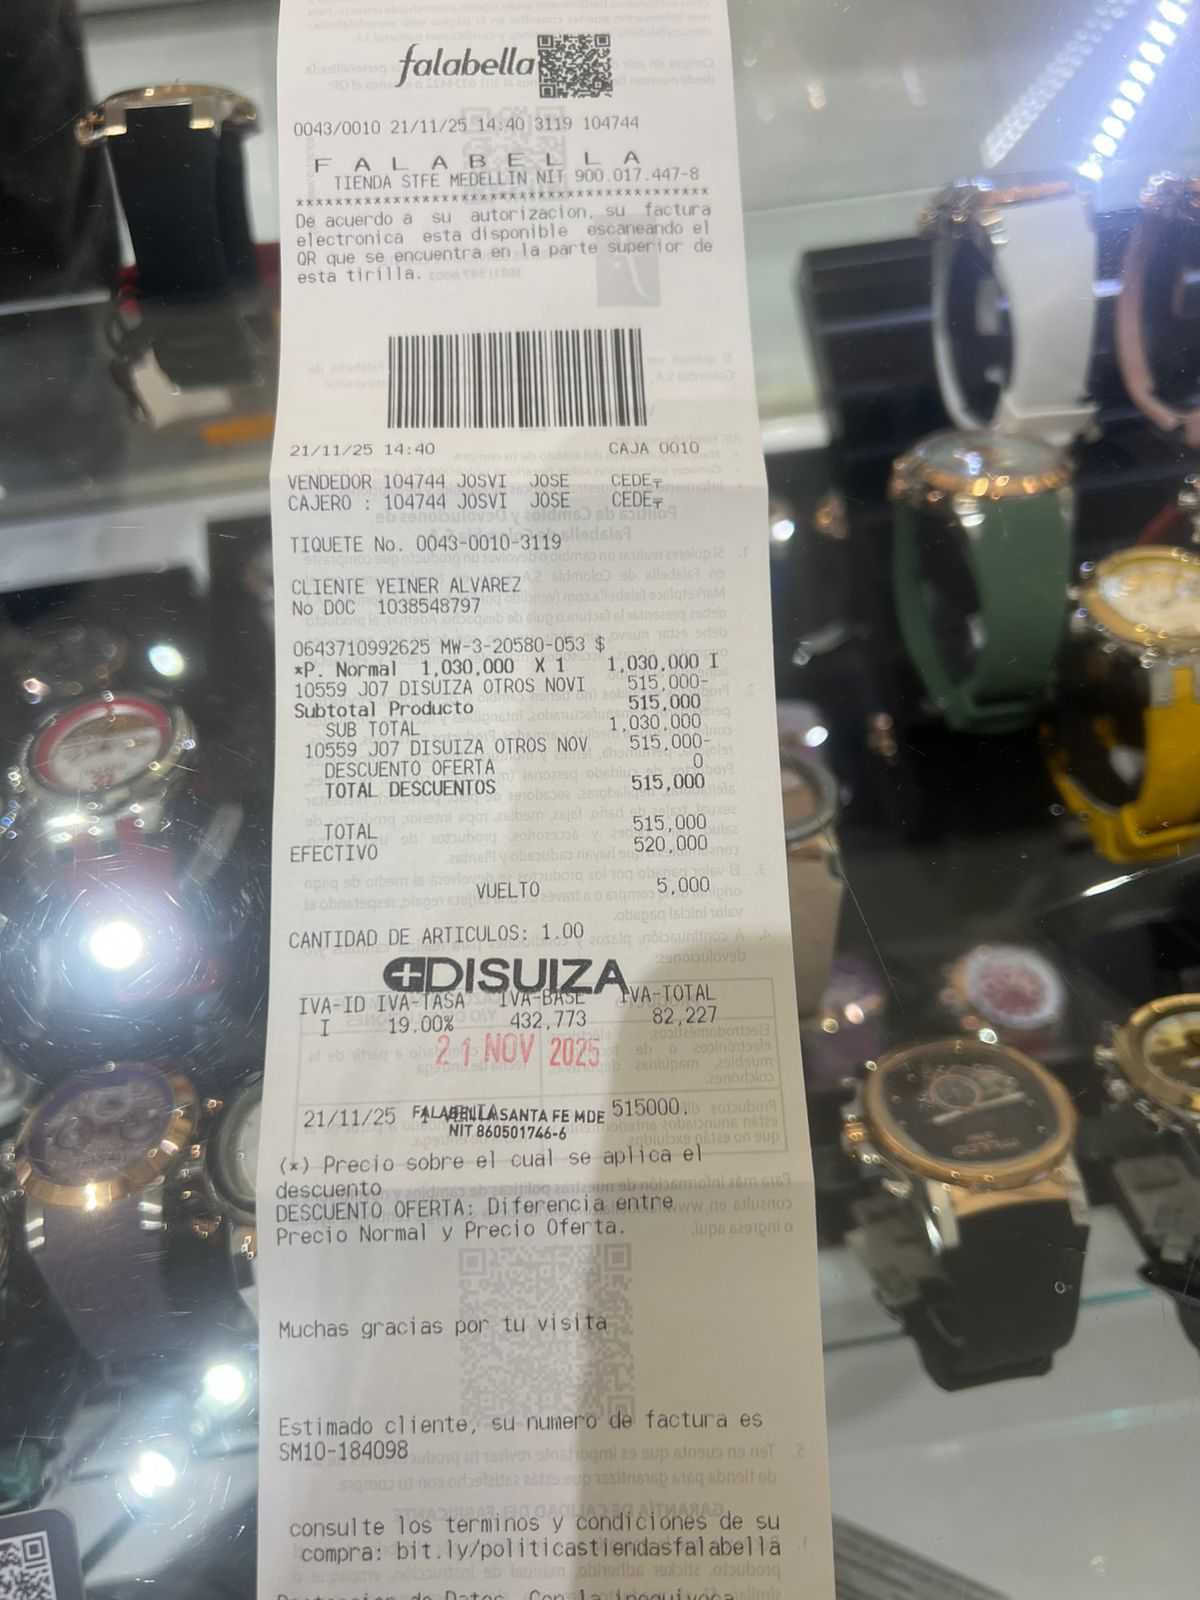 falabella
0043/0010 21/11/25 14:40 3119 104744
F A L A B E L L A
TIENDA STFE MEDELLIN NIT 900.017.447-8
**************************************************
De acuerdo a su autorizacion, su factura
electronica esta disponible escaneando el
QR que se encuentra en la parte superior de
esta tirilla.
21/11/25 14:40 CAJA 0010
VENDEDOR 104744 JOSVI JOSE CEDE
CAJERO : 104744 JOSVI JOSE CEDE
TIQUETE No. 0043-0010-3119
CLIENTE YEINER ALVAREZ
No DOC 1038548797
0643710992625 MW-3-20580-053 $
*P. Normal 1,030,000 X 1 1,030,000 I
10559 J07 DISUIZA OTROS NOVI 515,000-
Subtotal Producto 515,000
SUB TOTAL 1,030,000
10559 J07 DISUIZA OTROS NOV 515,000-
DESCUENTO OFERTA 0
TOTAL DESCUENTOS 515,000
TOTAL 515,000
EFECTIVO 520,000
VUELTO 5,000
CANTIDAD DE ARTICULOS: 1.00
DISUIZA
IVA-ID IVA-TASA IVA-BASE IVA-TOTAL
I 19.00% 432,773 82,227
21 NOV 2025
21/11/25 FALABELLA SANTA FE MDE 515000.
NIT 860501746-6
(*) Precio sobre el cual se aplica el
descuento
DESCUENTO OFERTA: Diferencia entre
Precio Normal y Precio Oferta.
Muchas gracias por tu visita
Estimado cliente, su numero de factura es
SM10-184098
consulte los terminos y condiciones de su
compra: bit.ly/politicastiendasfalabella